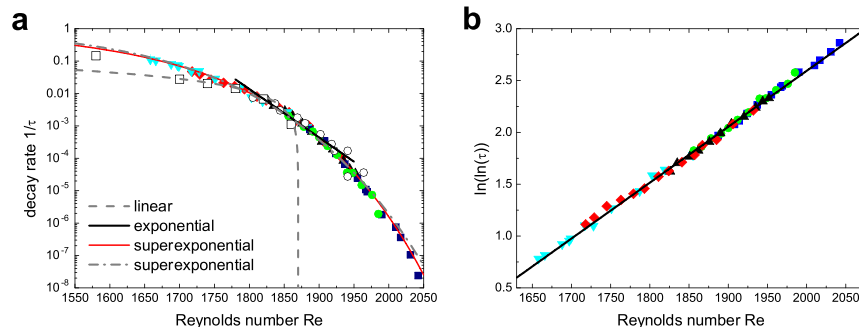 a
decay rate 1/τ
1
0.1
0.01
0.001
10⁻⁴
10⁻⁵
10⁻⁶
10⁻⁷
10⁻⁸
linear
exponential
superexponential
superexponential
1550 1600 1650 1700 1750 1800 1850 1900 1950 2000 2050
Reynolds number Re
b
ln(ln(τ))
3.0
2.5
2.0
1.5
1.0
0.5
1650 1700 1750 1800 1850 1900 1950 2000 2050
Reynolds number Re